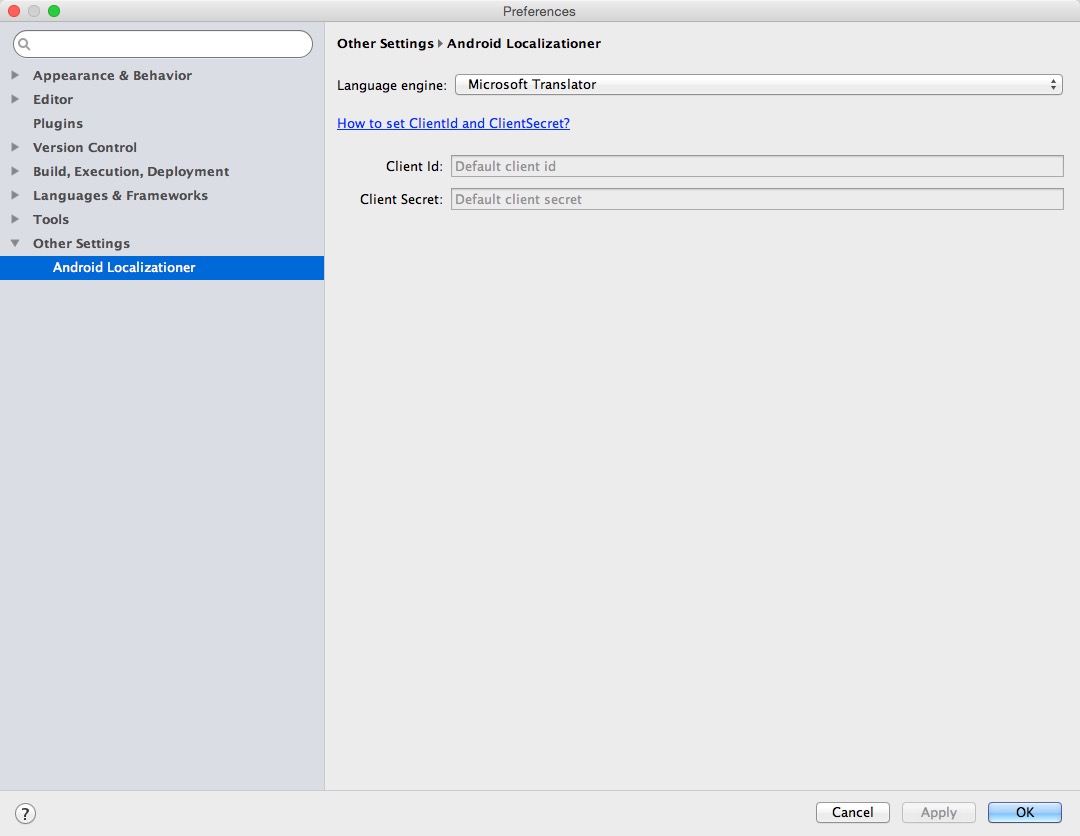 Preferences
Appearance & Behavior
Editor
Plugins
Version Control
Build, Execution, Deployment
Languages & Frameworks
Tools
Other Settings
Android Localizationer
Other Settings Android Localizationer
Language engine: Microsoft Translator
How to set ClientId and ClientSecret?
Client Id: Default client id
Client Secret: Default client secret
? Cancel Apply OK